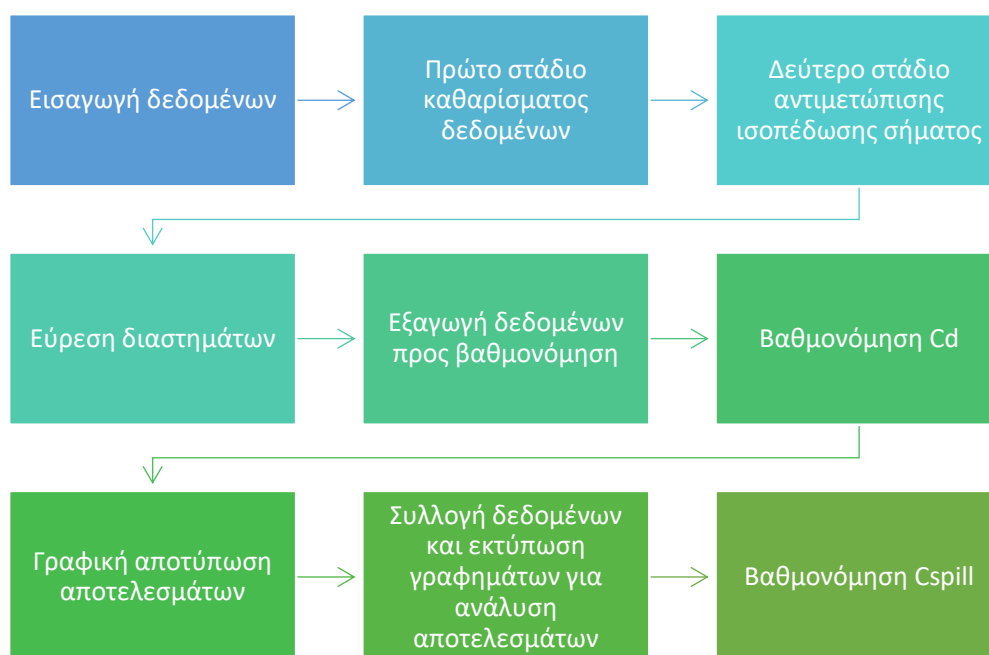 Εισαγωγή δεδομένων
Πρώτο στάδιο
καθαρίσματος
δεδομένων
Δεύτερο στάδιο
αντιμετώπισης
ισοπέδωσης σήματος
Εύρεση διαστημάτων
Εξαγωγή δεδομένων
προς βαθμονόμηση
Βαθμονόμηση Cd
Γραφική αποτύπωση
αποτελεσμάτων
Συλλογή δεδομένων
και εκτύπωση
γραφημάτων για
ανάλυση
αποτελεσμάτων
Βαθμονόμηση Cspill